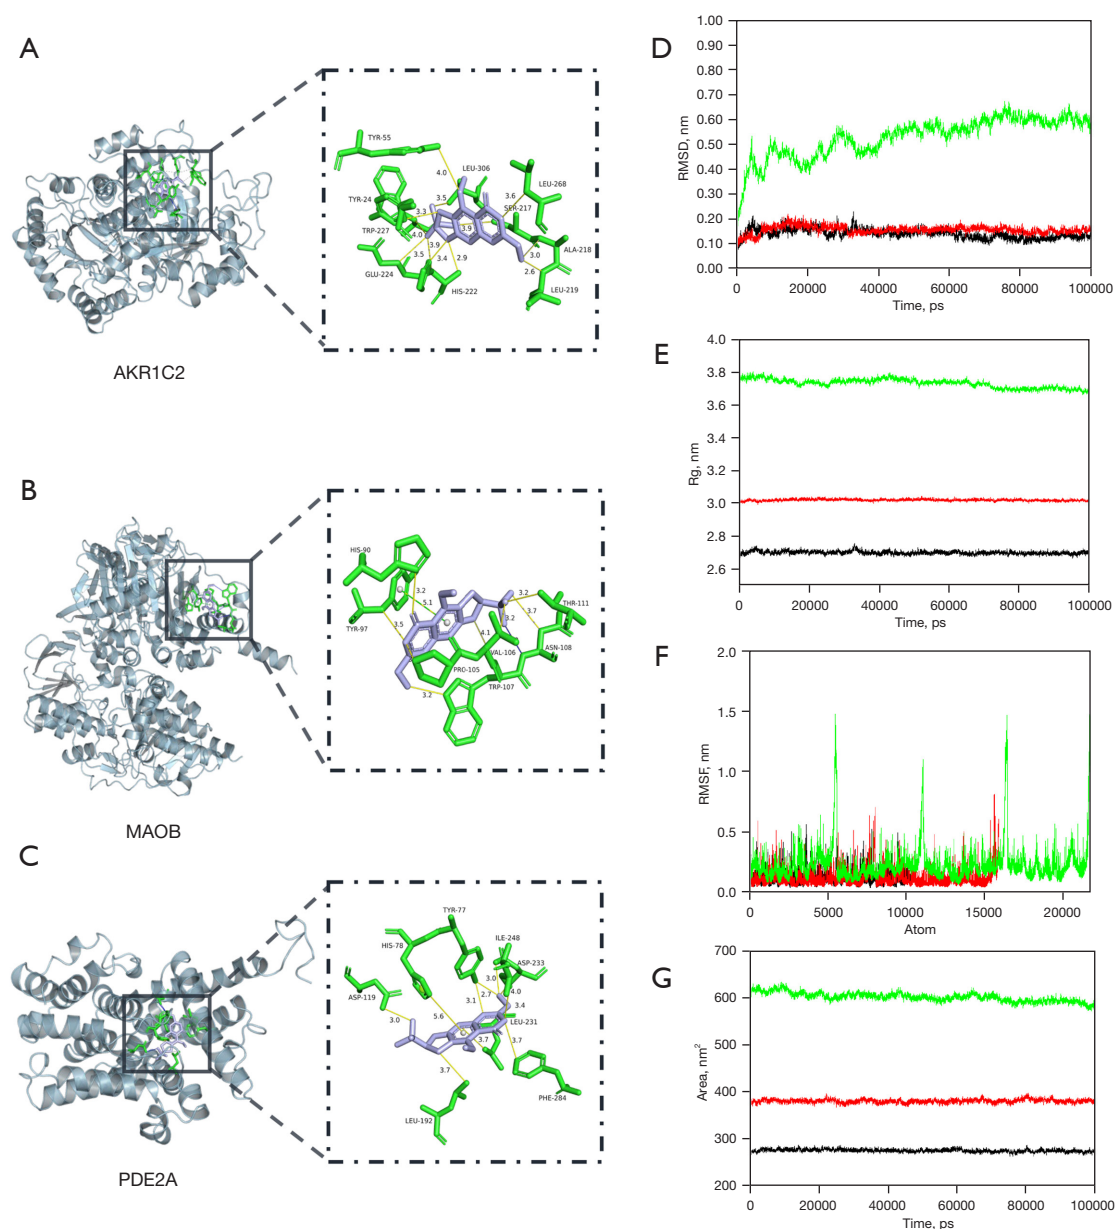 A
TYR-55
4.0
LEU-306
3.5
3.6
LEU-268
TYR-24
3.3
SER-217
TRP-227
4.0
3.9
3.9
ALA-218
3.5
3.4
2.9
3.0
GLU-224
2.6
HIS-222
LEU-219
AKR1C2
B
HIS-90
3.2
5.1
3.2
THR-111
3.7
3.2
TYR-97
3.5
4.1
VAL-106
ASN-108
PRO-105
TRP-107
3.2
MAOB
C
TYR-77
HIS-78
ILE-248
ASP-233
3.0
ASP-119
2.7
4.0
3.1
3.4
5.6
3.0
LEU-231
3.7
3.7
3.7
PHE-284
LEU-192
PDE2A
D
1.00
0.90
0.80
0.70
0.60
0.50
0.40
0.30
0.20
0.10
0.00
RMSD, nm
0 20000 40000 60000 80000 100000
Time, ps
E
4.0
3.8
3.6
3.4
3.2
3.0
2.8
2.6
Rg, nm
0 20000 40000 60000 80000 100000
Time, ps
F
2.0
1.5
1.0
0.5
0.0
RMSF, nm
0 5000 10000 15000 20000
Atom
G
700
600
500
400
300
200
Area, nm²
0 20000 40000 60000 80000 100000
Time, ps